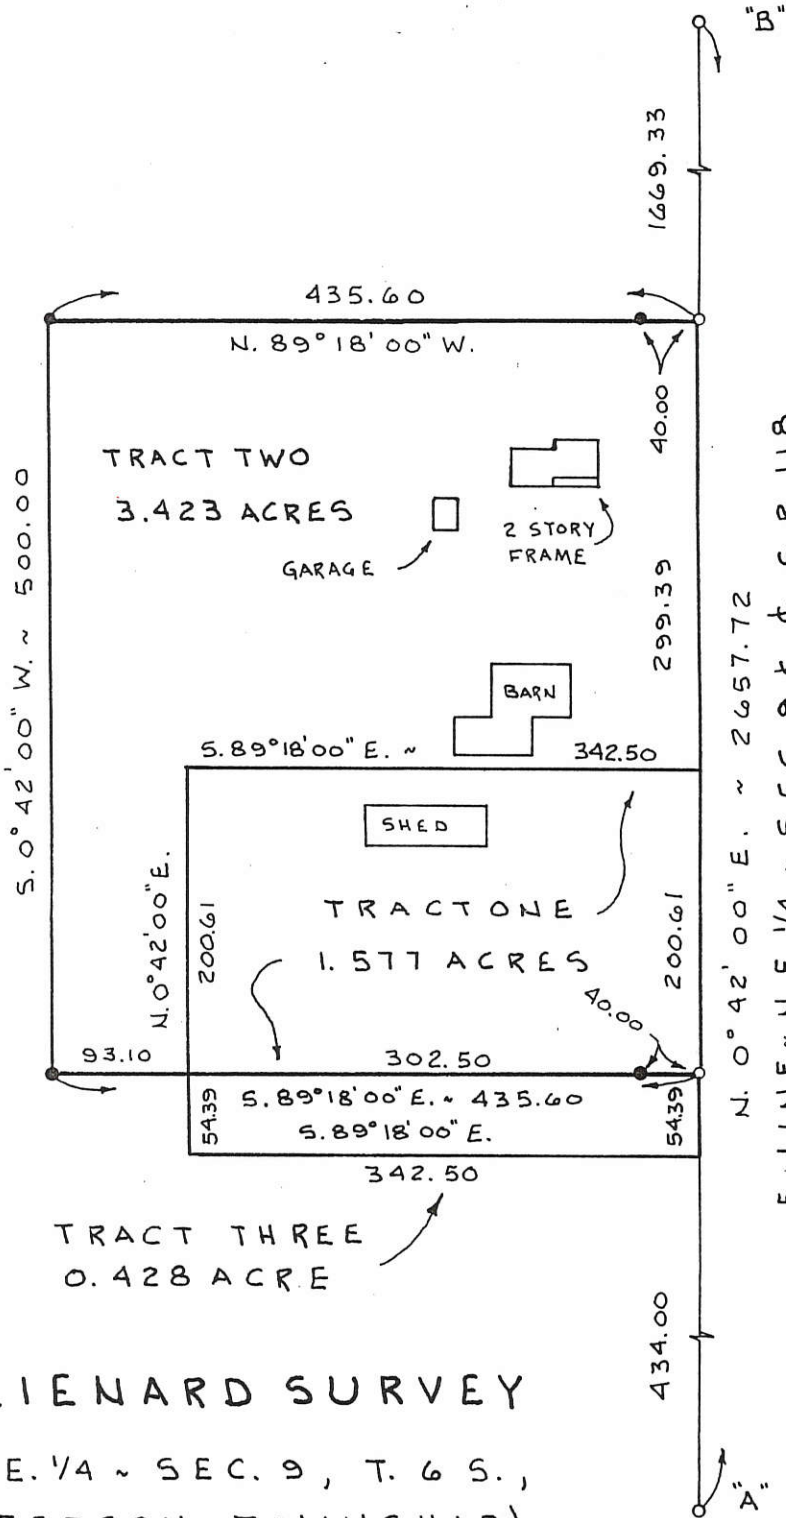 "B"
1669.33
435.60
N. 89° 18' 00" W.
40.00
TRACT TWO
3.423 ACRES
2 STORY
FRAME
GARAGE
S. 0° 42' 00" W. ~ 500.00
299.39
BARN
S. 89° 18' 00" E. ~ 342.50
SHED
N. 0° 42' 00" E.
200.61
TRACT ONE
1.577 ACRES
200.61
40.00
N. 0° 42' 00" E. ~ 2657.72
93.10
302.50
S. 89° 18' 00" E. ~ 435.60
54.39
S. 89° 18' 00" E.
54.39
342.50
TRACT THREE
0.428 ACRE
434.00
IENARD SURVEY
E. 1/4 ~ SEC. 9, T. 6 S.,
"A"